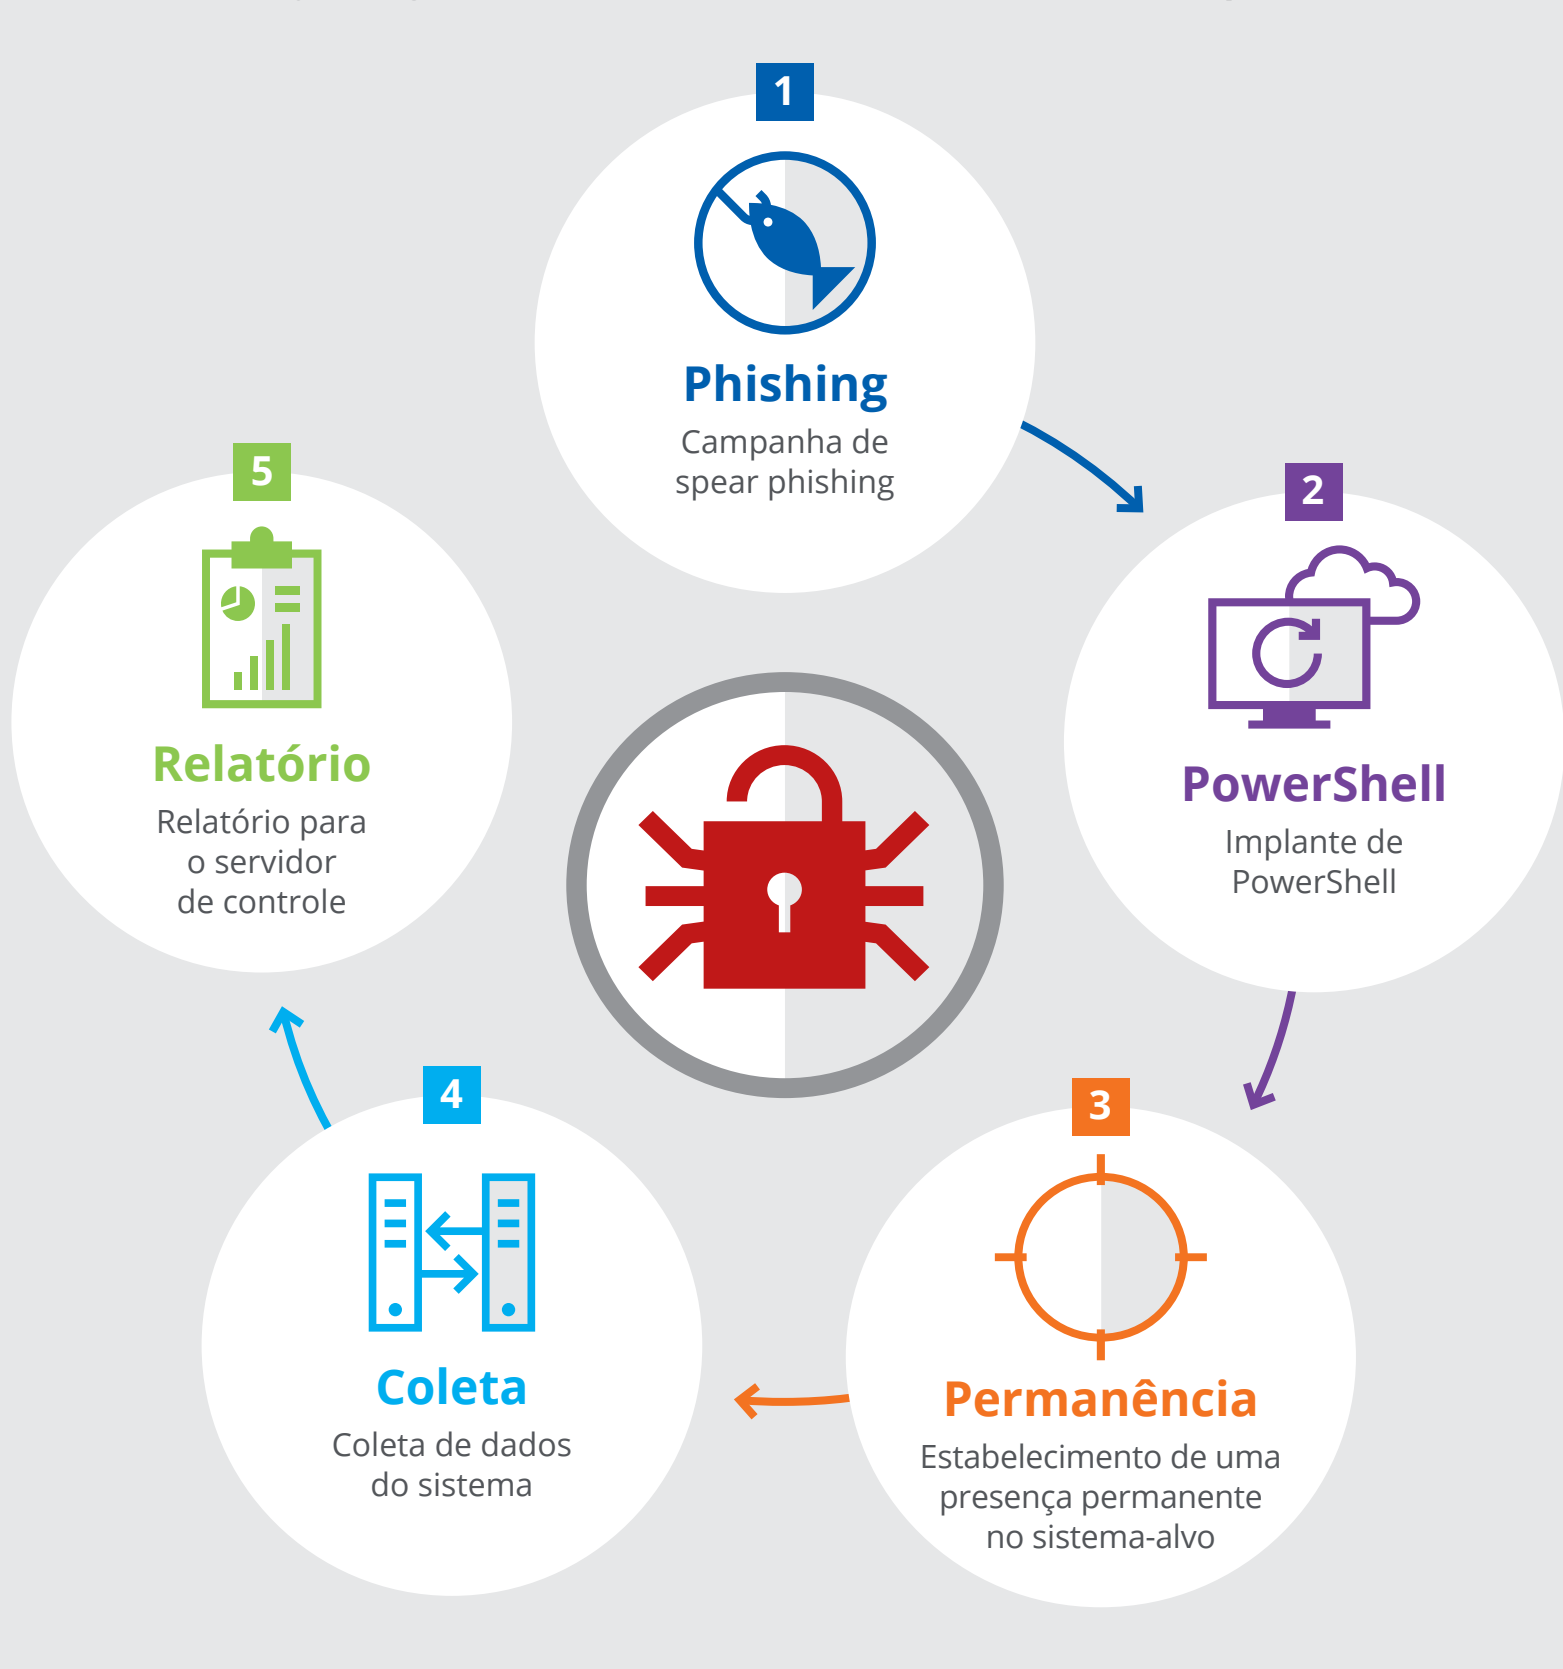 1
Phishing
Campanha de
spear phishing
2
PowerShell
Implante de
PowerShell
3
Permanência
Estabelecimento de uma
presença permanente
no sistema-alvo
4
Coleta
Coleta de dados
do sistema
5
Relatório
Relatório para
o servidor
de controle